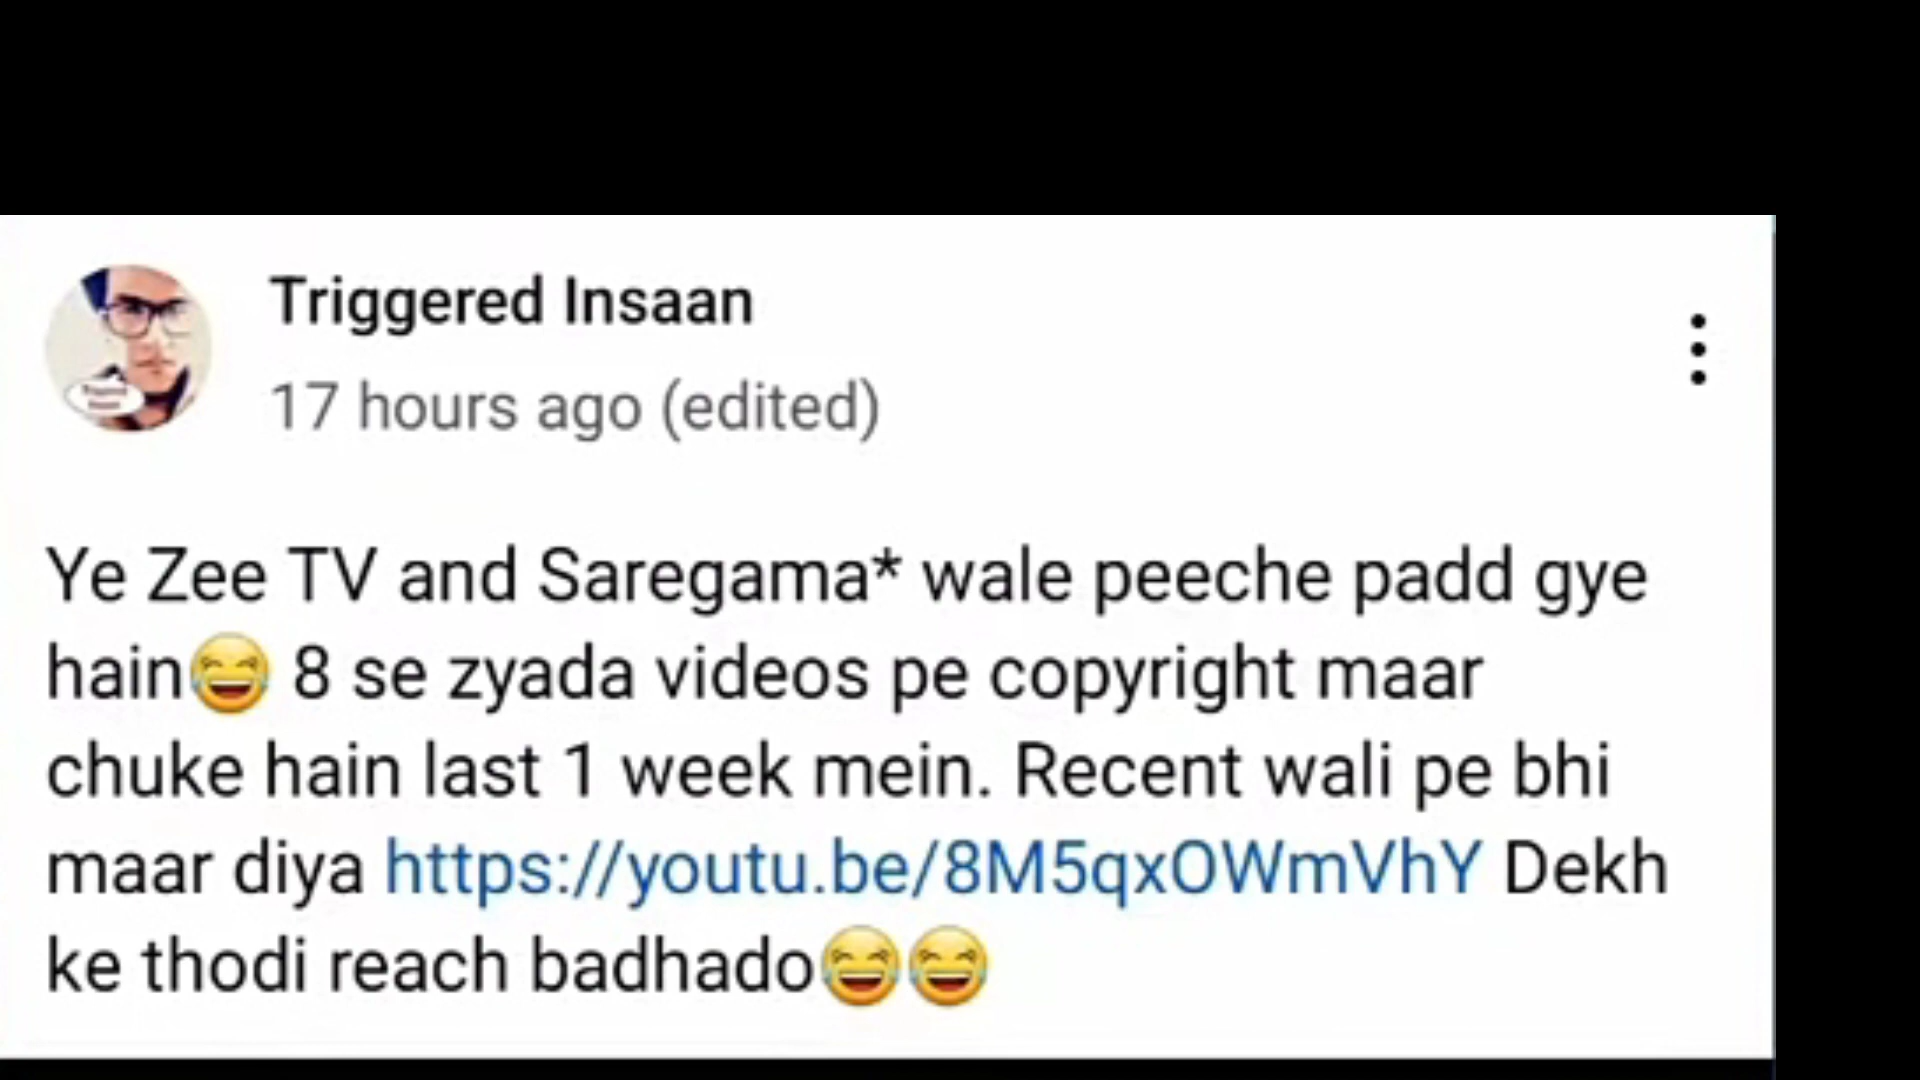 Triggered Insaan
17 hours ago (edited)
Ye Zee TV and Saregama* wale peeche padd gye
hain😂 8 se zyada videos pe copyright maar
chuke hain last 1 week mein. Recent wali pe bhi
maar diya https://youtu.be/8M5qxOWmVhY Dekh
ke thodi reach badhado😂😂